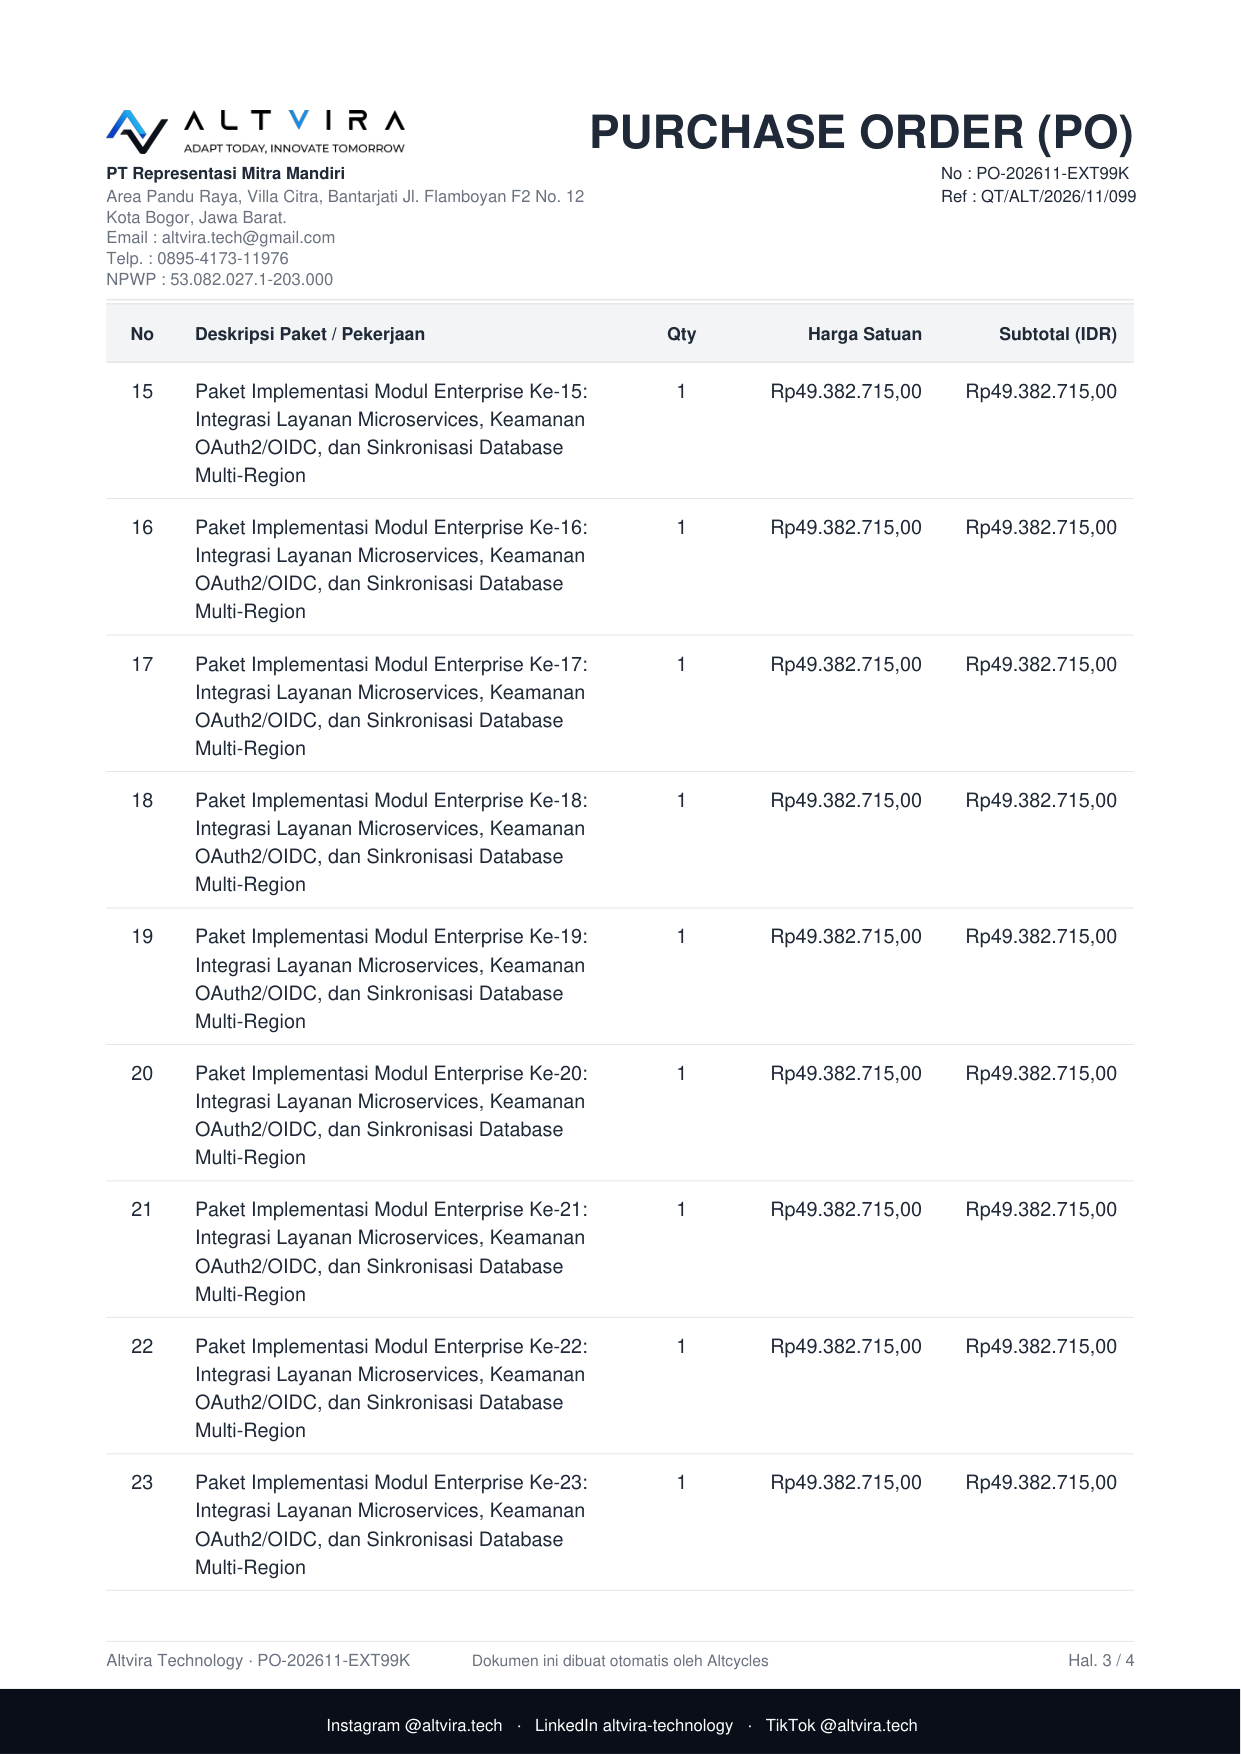 ALTVIRA
ADAPT TODAY, INNOVATE TOMORROW
PURCHASE ORDER (PO)
PT Representasi Mitra Mandiri
No : PO-202611-EXT99K
Area Pandu Raya, Villa Citra, Bantarjati Jl. Flamboyan F2 No. 12
Ref : QT/ALT/2026/11/099
Kota Bogor, Jawa Barat.
Email : altvira.tech@gmail.com
Telp. : 0895-4173-11976
NPWP : 53.082.027.1-203.000
No Deskripsi Paket / Pekerjaan Qty Harga Satuan Subtotal (IDR)
15 Paket Implementasi Modul Enterprise Ke-15: 1 Rp49.382.715,00 Rp49.382.715,00
Integrasi Layanan Microservices, Keamanan
OAuth2/OIDC, dan Sinkronisasi Database
Multi-Region
16 Paket Implementasi Modul Enterprise Ke-16: 1 Rp49.382.715,00 Rp49.382.715,00
Integrasi Layanan Microservices, Keamanan
OAuth2/OIDC, dan Sinkronisasi Database
Multi-Region
17 Paket Implementasi Modul Enterprise Ke-17: 1 Rp49.382.715,00 Rp49.382.715,00
Integrasi Layanan Microservices, Keamanan
OAuth2/OIDC, dan Sinkronisasi Database
Multi-Region
18 Paket Implementasi Modul Enterprise Ke-18: 1 Rp49.382.715,00 Rp49.382.715,00
Integrasi Layanan Microservices, Keamanan
OAuth2/OIDC, dan Sinkronisasi Database
Multi-Region
19 Paket Implementasi Modul Enterprise Ke-19: 1 Rp49.382.715,00 Rp49.382.715,00
Integrasi Layanan Microservices, Keamanan
OAuth2/OIDC, dan Sinkronisasi Database
Multi-Region
20 Paket Implementasi Modul Enterprise Ke-20: 1 Rp49.382.715,00 Rp49.382.715,00
Integrasi Layanan Microservices, Keamanan
OAuth2/OIDC, dan Sinkronisasi Database
Multi-Region
21 Paket Implementasi Modul Enterprise Ke-21: 1 Rp49.382.715,00 Rp49.382.715,00
Integrasi Layanan Microservices, Keamanan
OAuth2/OIDC, dan Sinkronisasi Database
Multi-Region
22 Paket Implementasi Modul Enterprise Ke-22: 1 Rp49.382.715,00 Rp49.382.715,00
Integrasi Layanan Microservices, Keamanan
OAuth2/OIDC, dan Sinkronisasi Database
Multi-Region
23 Paket Implementasi Modul Enterprise Ke-23: 1 Rp49.382.715,00 Rp49.382.715,00
Integrasi Layanan Microservices, Keamanan
OAuth2/OIDC, dan Sinkronisasi Database
Multi-Region
Altvira Technology · PO-202611-EXT99K Dokumen ini dibuat otomatis oleh Altcycles Hal. 3 / 4
Instagram @altvira.tech · LinkedIn altvira-technology · TikTok @altvira.tech